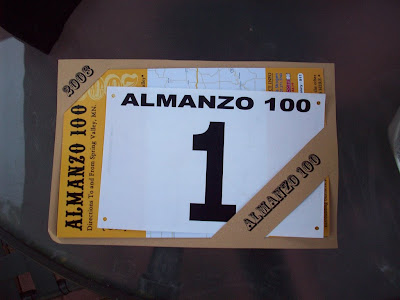 2008
ALMANZO 100
Directions To and From Spring Valley, MN.
ALMANZO 100
1
ALMANZO 100